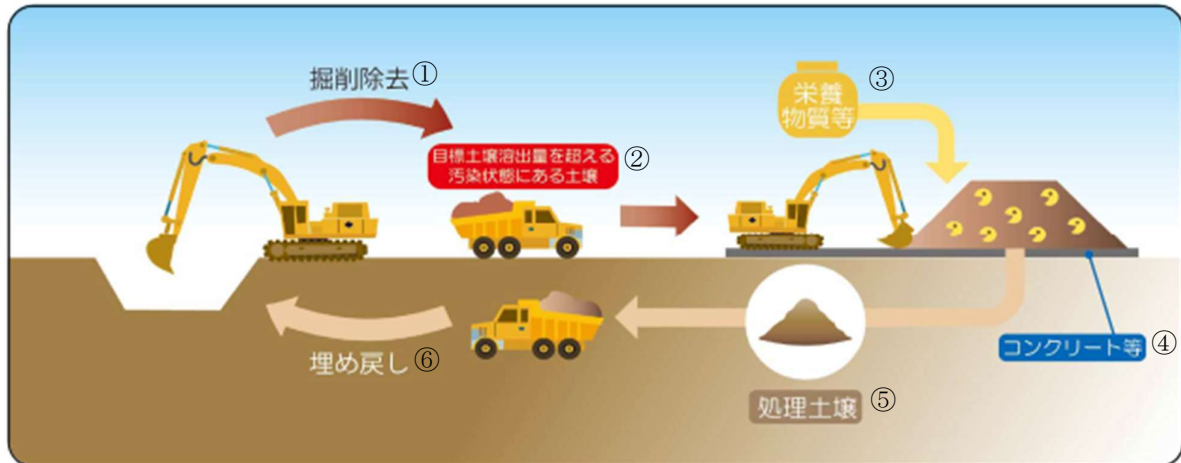 掘削除去①
目標土壌溶出量を超える
汚染状態にある土壌
②
栄養
物質等
③
コンクリート等
④
処理土壌
⑤
埋め戻し
⑥